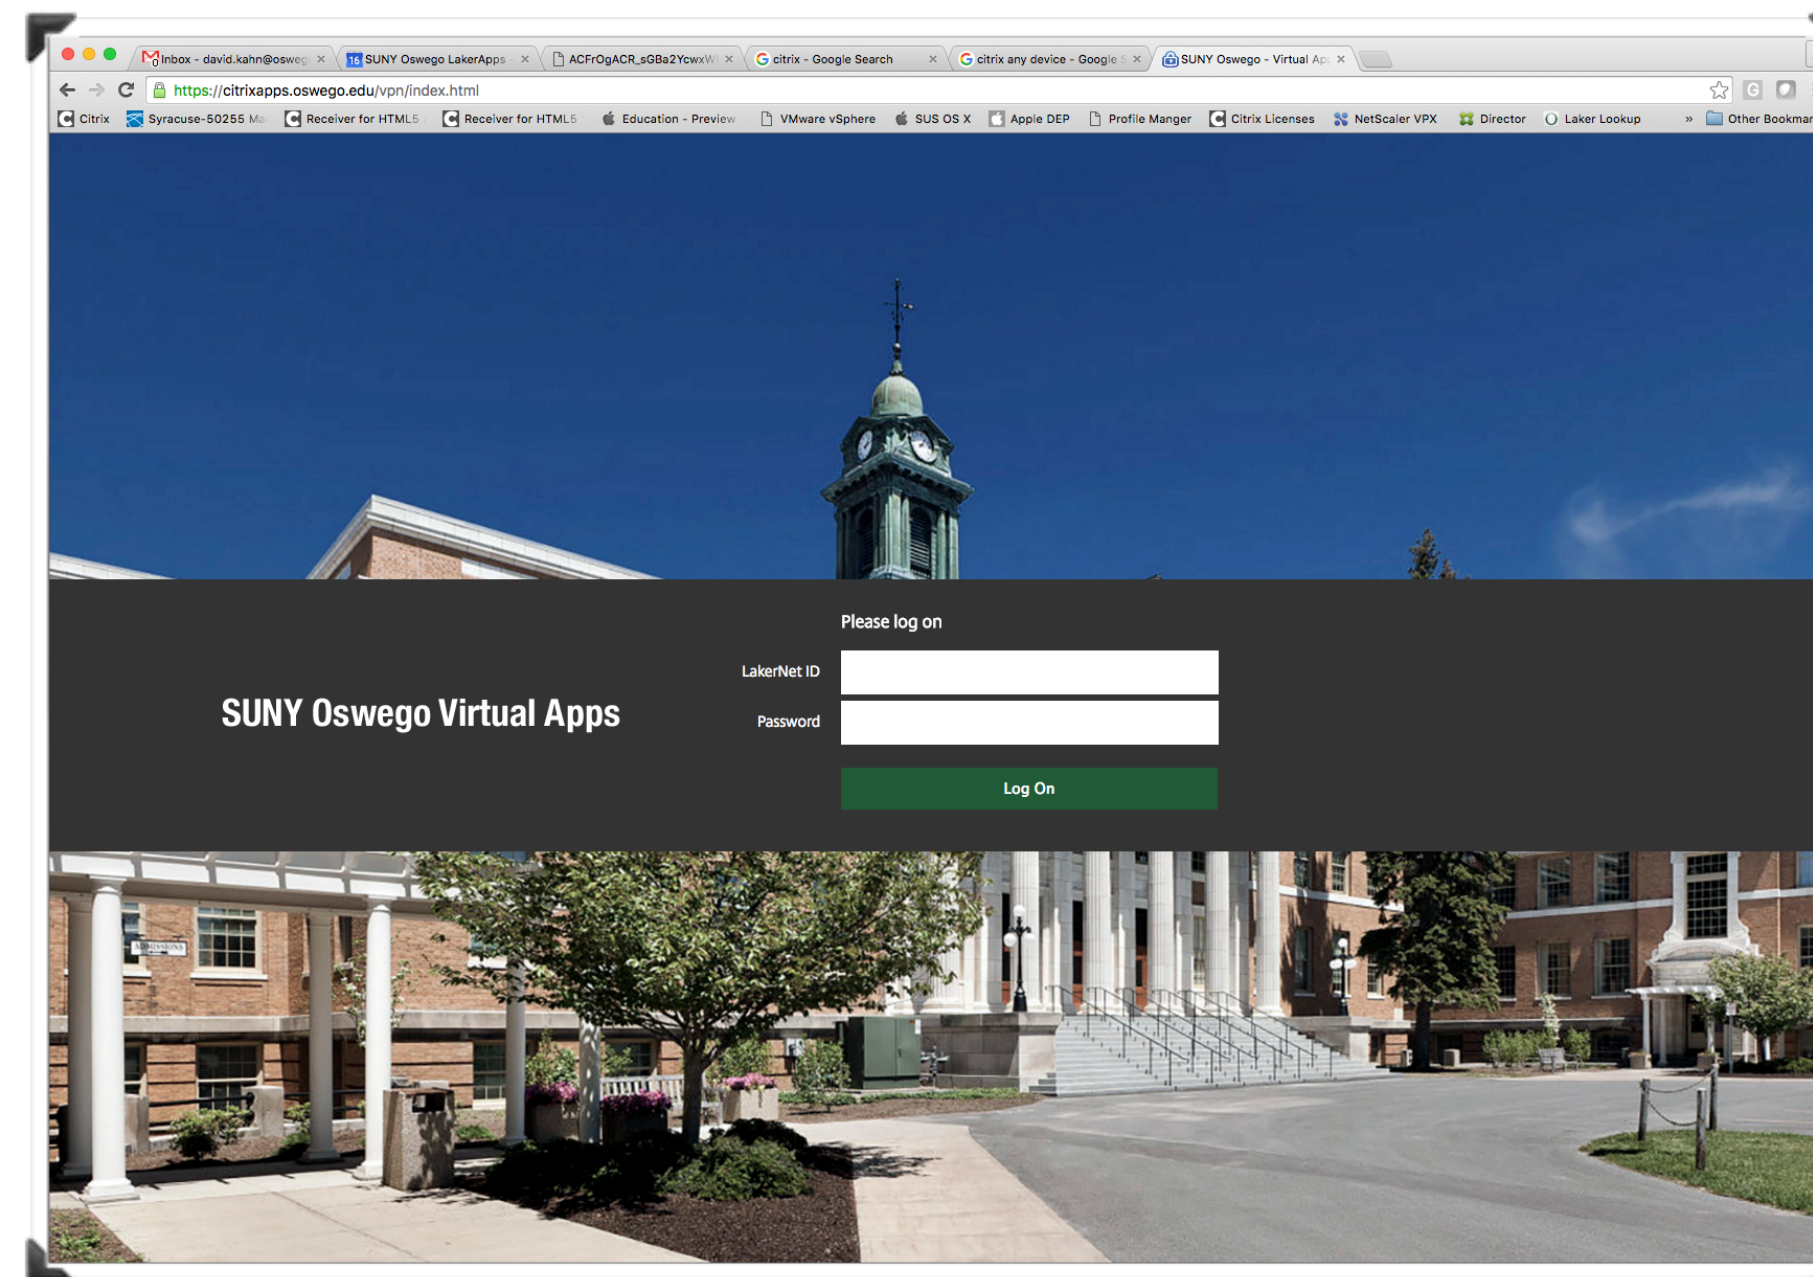 Inbox - david.kahn@osweg
16 SUNY Oswego LakerApps -
ACFrOgACR_sGBa2YcwxW
citrix - Google Search
citrix any device - Google S
SUNY Oswego - Virtual Ap
https://citrixapps.oswego.edu/vpn/index.html
Citrix
Syracuse-50255 Ma
Receiver for HTML5
Receiver for HTML5
Education - Preview
VMware vSphere
SUS OS X
Apple DEP
Profile Manger
Citrix Licenses
NetScaler VPX
Director
Laker Lookup
»
Other Bookmar
Please log on
LakerNet ID
SUNY Oswego Virtual Apps
Password
Log On
ADMISSIONS